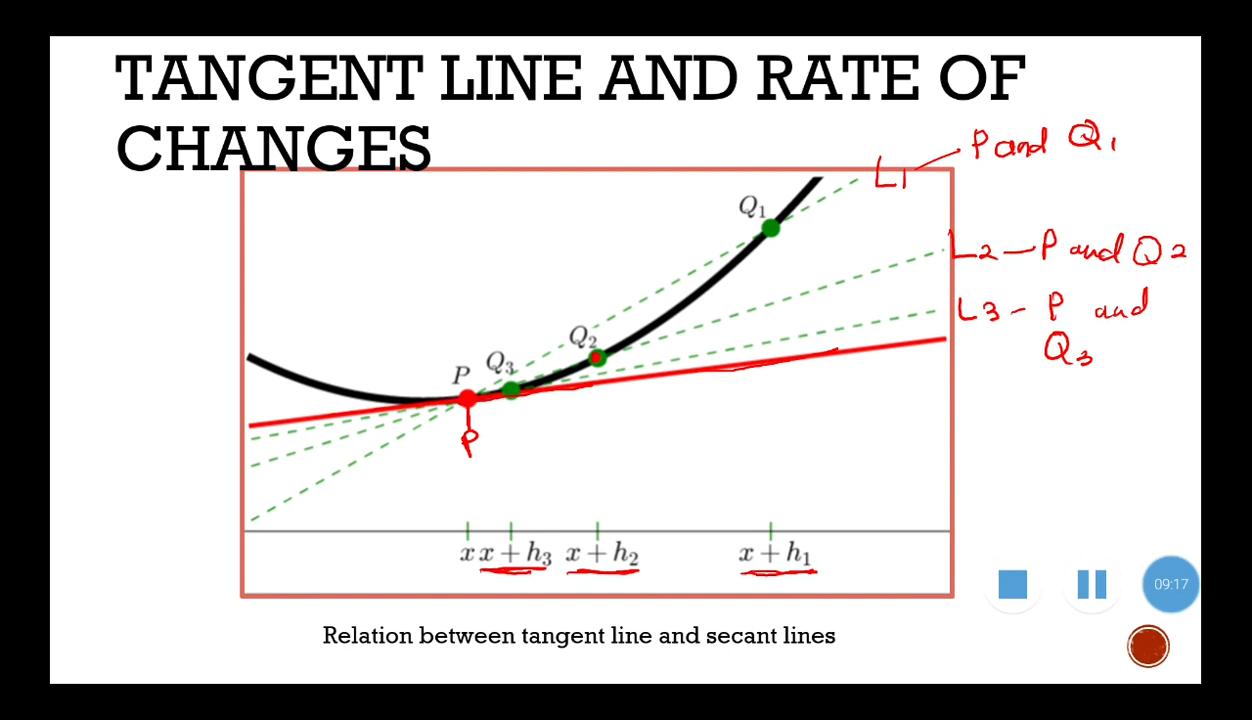 TANGENT LINE AND RATE OF
CHANGES
P and Q1
L1
Q1
L2 – P and Q2
L3 – P and
Q3
Q2
Q3
P
P
x x + h3 x + h2 x + h1
09:17
Relation between tangent line and secant lines